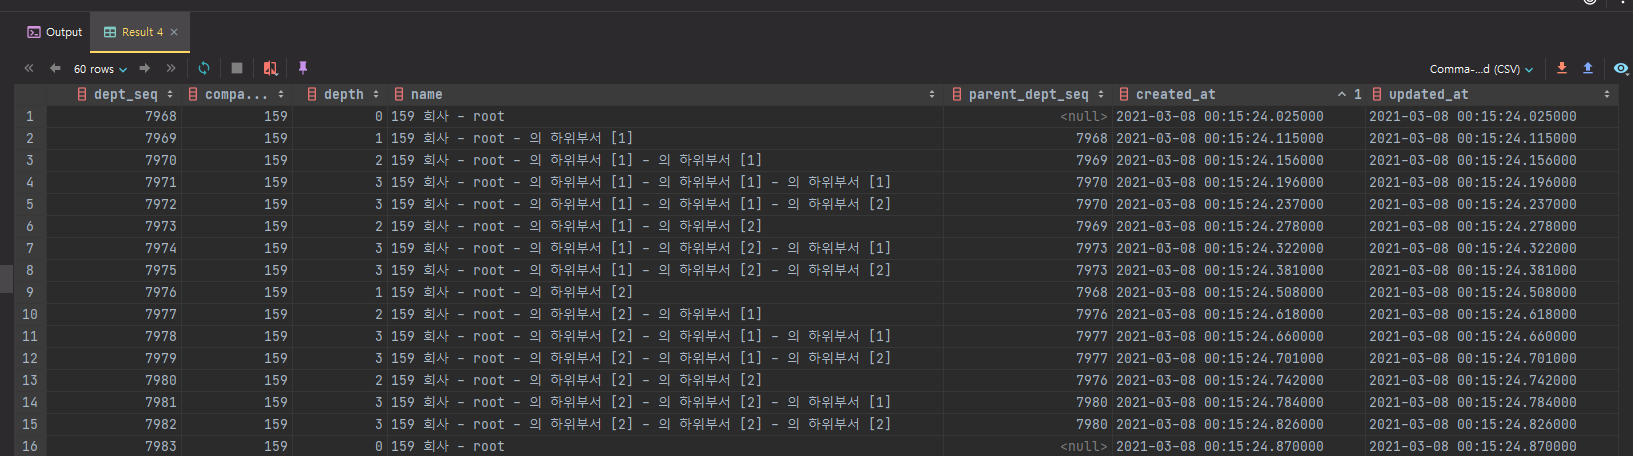 Output Result 4 ×
« 60 rows » Comma-...d (CSV)
dept_seq compa... depth name parent_dept_seq created_at 1 updated_at
1 7968 159 0 159 회사 - root <null> 2021-03-08 00:15:24.025000 2021-03-08 00:15:24.025000
2 7969 159 1 159 회사 - root - 의 하위부서 [1] 7968 2021-03-08 00:15:24.115000 2021-03-08 00:15:24.115000
3 7970 159 2 159 회사 - root - 의 하위부서 [1] - 의 하위부서 [1] 7969 2021-03-08 00:15:24.156000 2021-03-08 00:15:24.156000
4 7971 159 3 159 회사 - root - 의 하위부서 [1] - 의 하위부서 [1] - 의 하위부서 [1] 7970 2021-03-08 00:15:24.196000 2021-03-08 00:15:24.196000
5 7972 159 3 159 회사 - root - 의 하위부서 [1] - 의 하위부서 [1] - 의 하위부서 [2] 7970 2021-03-08 00:15:24.237000 2021-03-08 00:15:24.237000
6 7973 159 2 159 회사 - root - 의 하위부서 [1] - 의 하위부서 [2] 7969 2021-03-08 00:15:24.278000 2021-03-08 00:15:24.278000
7 7974 159 3 159 회사 - root - 의 하위부서 [1] - 의 하위부서 [2] - 의 하위부서 [1] 7973 2021-03-08 00:15:24.322000 2021-03-08 00:15:24.322000
8 7975 159 3 159 회사 - root - 의 하위부서 [1] - 의 하위부서 [2] - 의 하위부서 [2] 7973 2021-03-08 00:15:24.381000 2021-03-08 00:15:24.381000
9 7976 159 1 159 회사 - root - 의 하위부서 [2] 7968 2021-03-08 00:15:24.508000 2021-03-08 00:15:24.508000
10 7977 159 2 159 회사 - root - 의 하위부서 [2] - 의 하위부서 [1] 7976 2021-03-08 00:15:24.618000 2021-03-08 00:15:24.618000
11 7978 159 3 159 회사 - root - 의 하위부서 [2] - 의 하위부서 [1] - 의 하위부서 [1] 7977 2021-03-08 00:15:24.660000 2021-03-08 00:15:24.660000
12 7979 159 3 159 회사 - root - 의 하위부서 [2] - 의 하위부서 [1] - 의 하위부서 [2] 7977 2021-03-08 00:15:24.701000 2021-03-08 00:15:24.701000
13 7980 159 2 159 회사 - root - 의 하위부서 [2] - 의 하위부서 [2] 7976 2021-03-08 00:15:24.742000 2021-03-08 00:15:24.742000
14 7981 159 3 159 회사 - root - 의 하위부서 [2] - 의 하위부서 [2] - 의 하위부서 [1] 7980 2021-03-08 00:15:24.784000 2021-03-08 00:15:24.784000
15 7982 159 3 159 회사 - root - 의 하위부서 [2] - 의 하위부서 [2] - 의 하위부서 [2] 7980 2021-03-08 00:15:24.826000 2021-03-08 00:15:24.826000
16 7983 159 0 159 회사 - root <null> 2021-03-08 00:15:24.870000 2021-03-08 00:15:24.870000